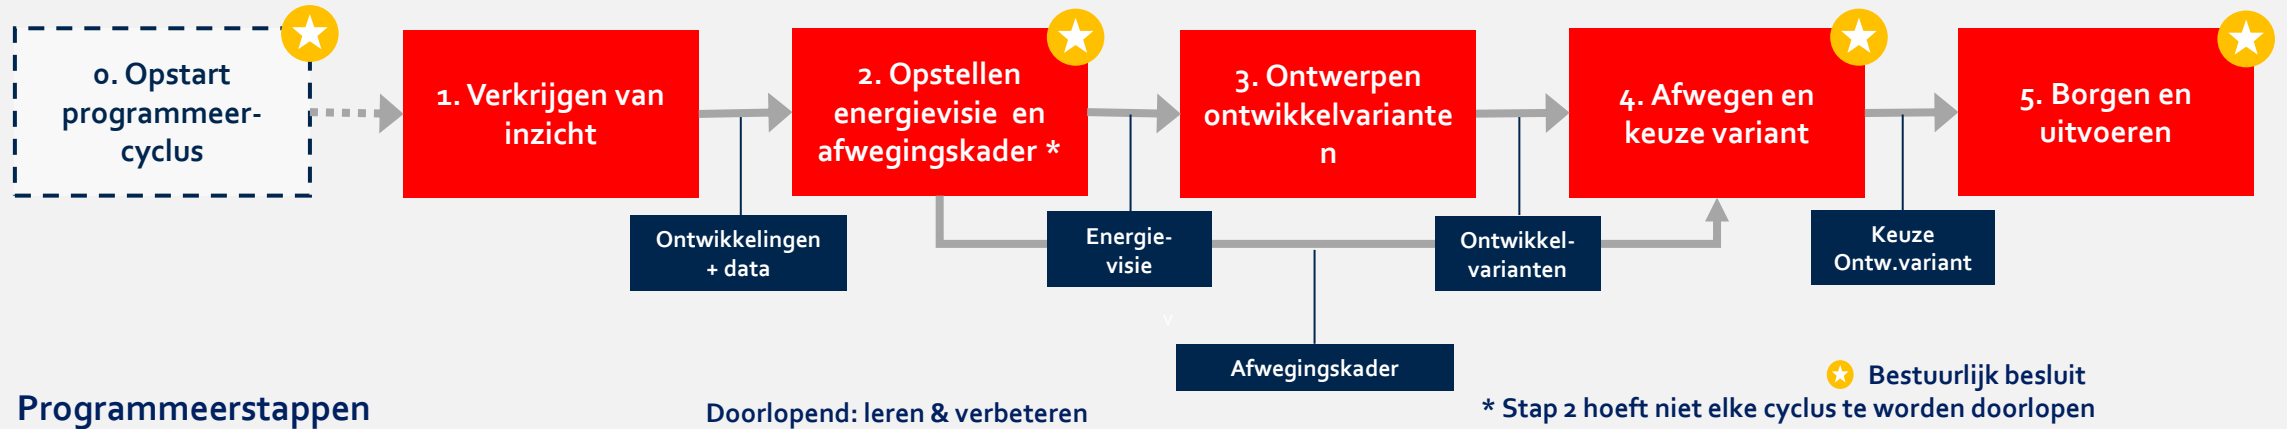 0. Opstart
programmeer-
cyclus
1. Verkrijgen van
inzicht
2. Opstellen
energievisie en
afwegingskader *
3. Ontwerpen
ontwikkelvariante
n
4. Afwegen en
keuze variant
5. Borgen en
uitvoeren
Ontwikkelingen
+ data
Energie-
visie
Ontwikkel-
varianten
Keuze
Ontw.variant
v
Afwegingskader
Bestuurlijk besluit
Programmeerstappen
Doorlopend: leren & verbeteren
* Stap 2 hoeft niet elke cyclus te worden doorlopen